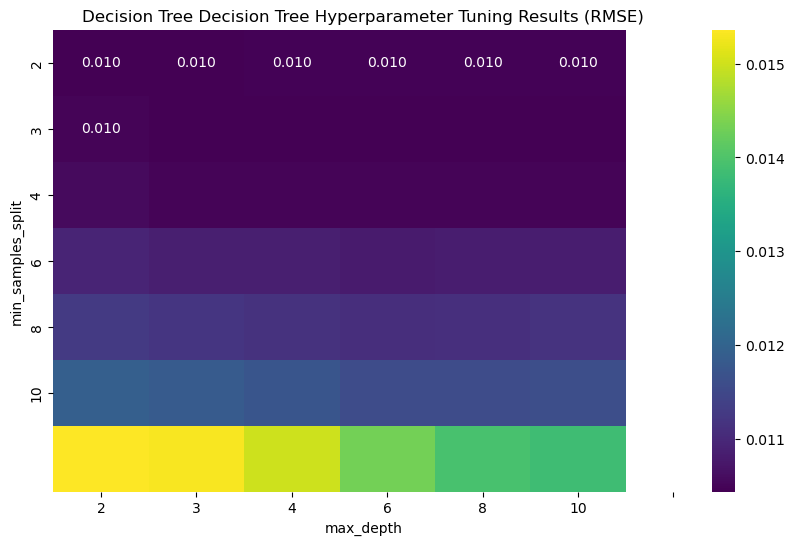 Decision Tree Decision Tree Hyperparameter Tuning Results (RMSE)
2 0.010 0.010 0.010 0.010 0.010 0.010
3 0.010
4
6
8
10
min_samples_split
2 3 4 6 8 10
max_depth
0.015
0.014
0.013
0.012
0.011